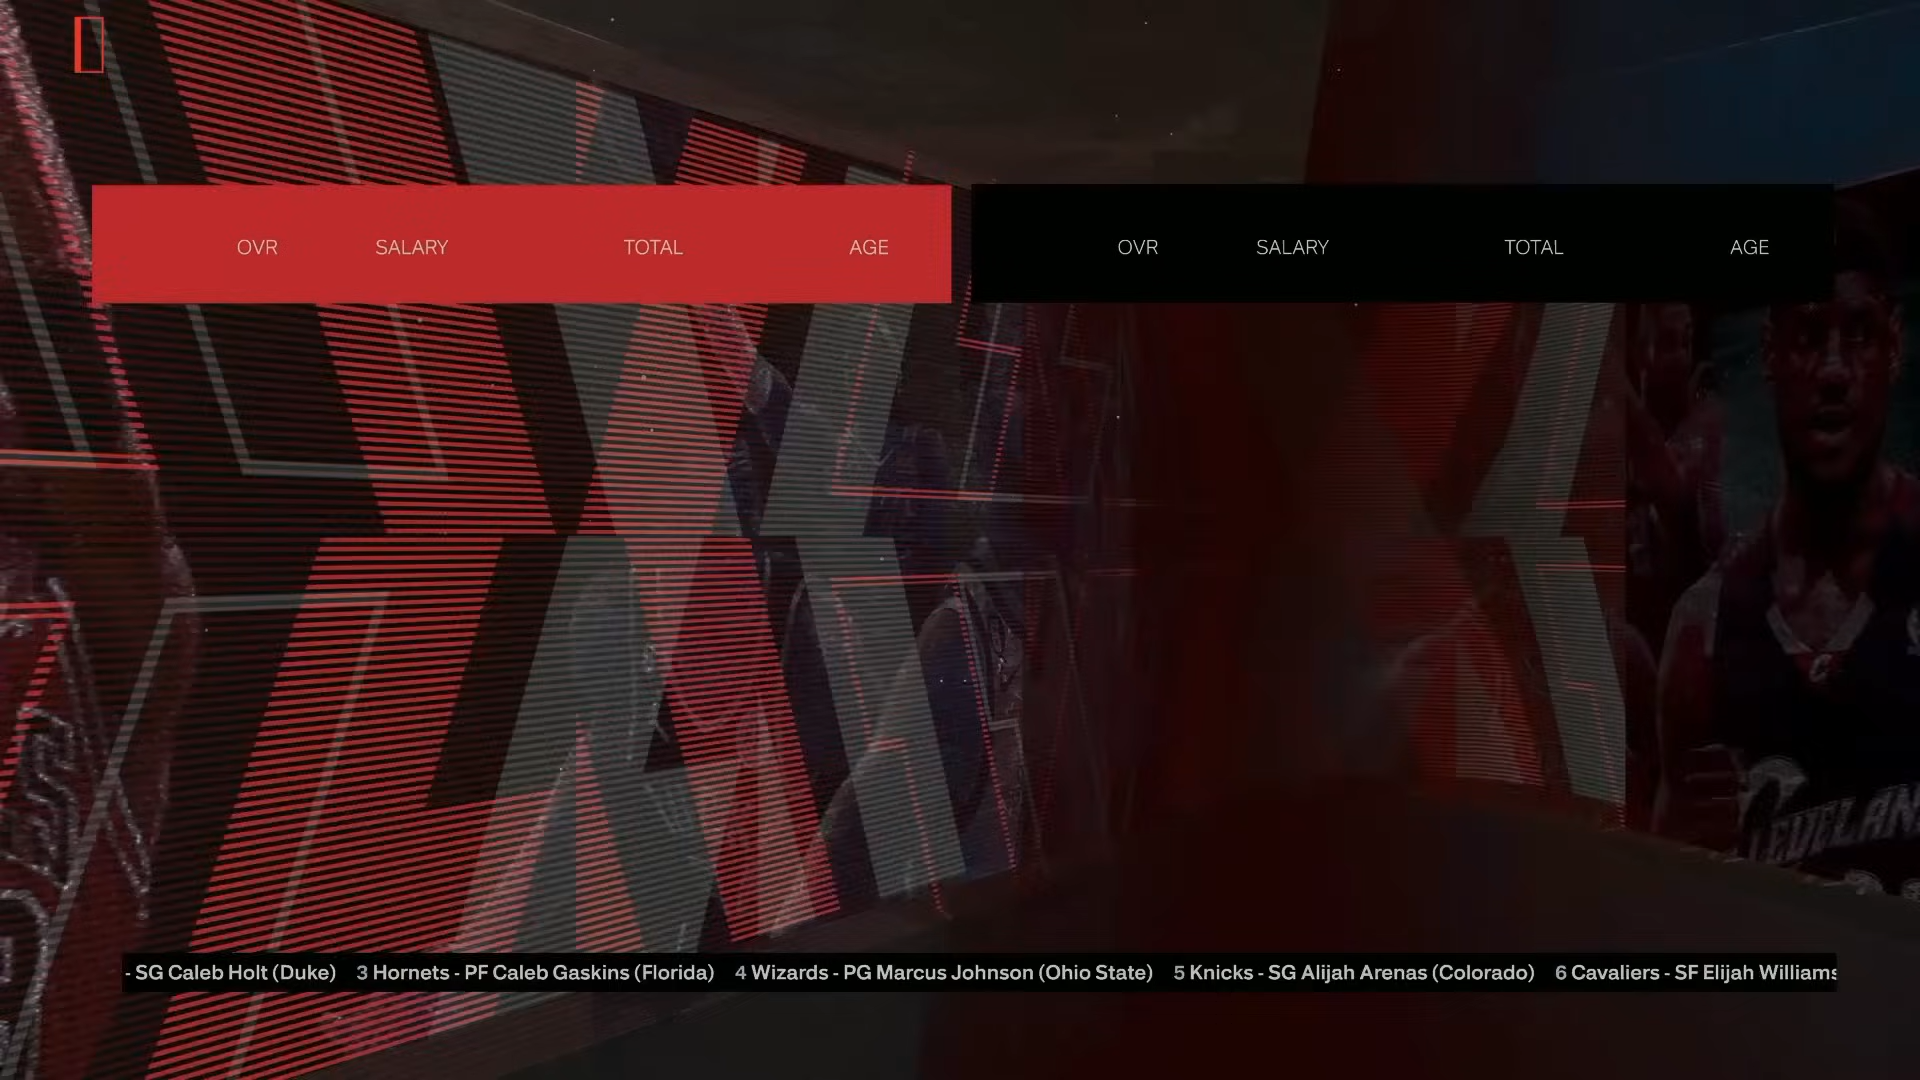 OVR SALARY TOTAL AGE OVR SALARY TOTAL AGE
- SG Caleb Holt (Duke) 3 Hornets - PF Caleb Gaskins (Florida) 4 Wizards - PG Marcus Johnson (Ohio State) 5 Knicks - SG Alijah Arenas (Colorado) 6 Cavaliers - SF Elijah Williams